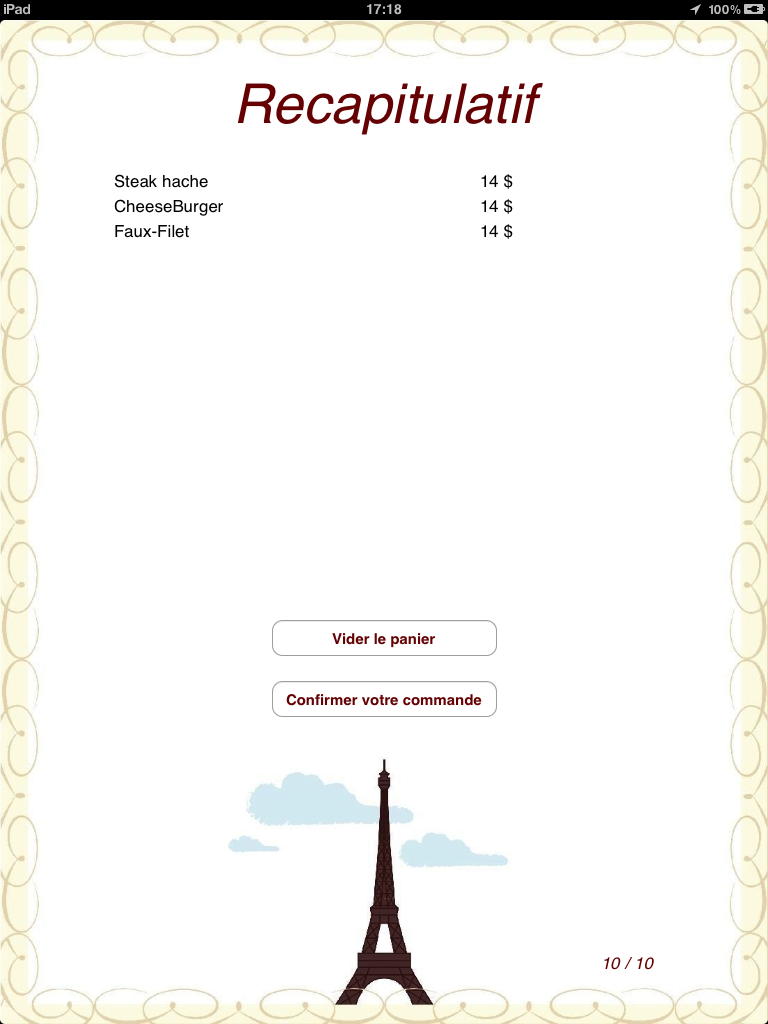 iPad 17:18 100%
Recapitulatif
Steak hache 14 $
CheeseBurger 14 $
Faux-Filet 14 $
Vider le panier
Confirmer votre commande
10 / 10